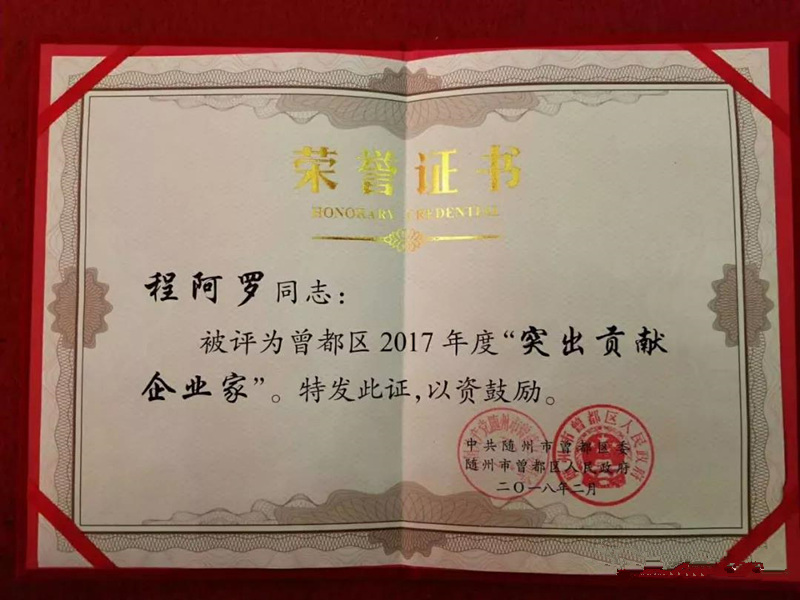 荣誉证书
HONORARY CREDENTIAL
程阿罗同志：
被评为曾都区2017年度“突出贡献
企业家”。特发此证，以资鼓励。
中共随州市曾都区委
随州市曾都区人民政府
二〇一八年二月